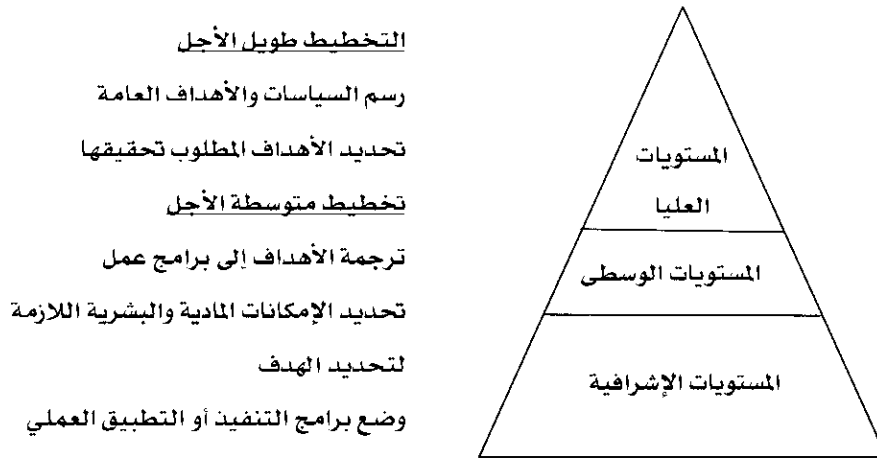 التخطيط طويل الأجل
رسم السياسات والأهداف العامة
تحديد الأهداف المطلوب تحقيقها
تخطيط متوسطة الأجل
ترجمة الأهداف إلى برامج عمل
تحديد الإمكانات المادية والبشرية اللازمة
لتحديد الهدف
وضع برامج التنفيذ أو التطبيق العملي
المستويات
العليا
المستويات الوسطى
المستويات الإشرافية